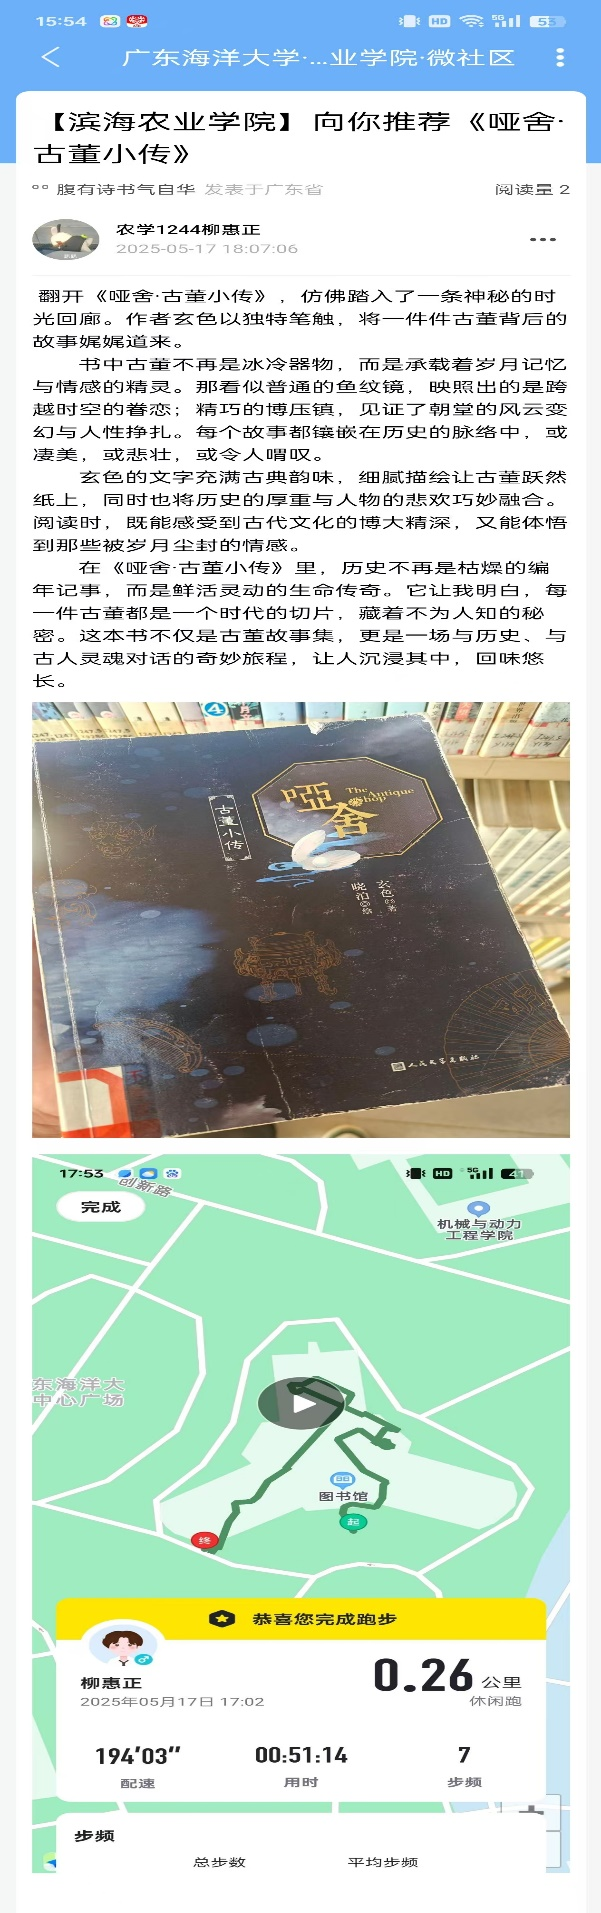 15:54
HD
5G
53
广东海洋大学·...业学院·微社区
【滨海农业学院】向你推荐《哑舍·
古董小传》
腹有诗书气自华 发表于广东省
阅读量 2
农学1244柳惠正
2025-05-17 18:07:06
翻开《哑舍·古董小传》，仿佛踏入了一条神秘的时
光回廊。作者玄色以独特笔触，将一件件古董背后的
故事娓娓道来。
书中古董不再是冰冷器物，而是承载着岁月记忆
与情感的精灵。那看似普通的鱼纹镜，映照出的是跨
越时空的眷恋；精巧的博压镇，见证了朝堂的风云变
幻与人性挣扎。每个故事都镶嵌在历史的脉络中，或
凄美，或悲壮，或令人喟叹。
玄色的文字充满古典韵味，细腻描绘让古董跃然
纸上，同时也将历史的厚重与人物的悲欢巧妙融合。
阅读时，既能感受到古代文化的博大精深，又能体悟
到那些被岁月尘封的情感。
在《哑舍·古董小传》里，历史不再是枯燥的编
年记事，而是鲜活灵动的生命传奇。它让我明白，每
一件古董都是一个时代的切片，藏着不为人知的秘
密。这本书不仅是古董故事集，更是一场与历史、与
古人灵魂对话的奇妙旅程，让人沉浸其中，回味悠
长。
4
哑舍
The Antique
Shop
古董小传
玄色 著
晓泊 绘
人民文学出版社
17:53
HD
5G
41
创新路
完成
机械与动力
工程学院
东海洋大
中心广场
图书馆
起
终
恭喜您完成跑步
柳惠正
2025年05月17日 17:02
0.26 公里
休闲跑
194'03"
00:51:14
7
配速
用时
步频
步频
总步数
平均步频